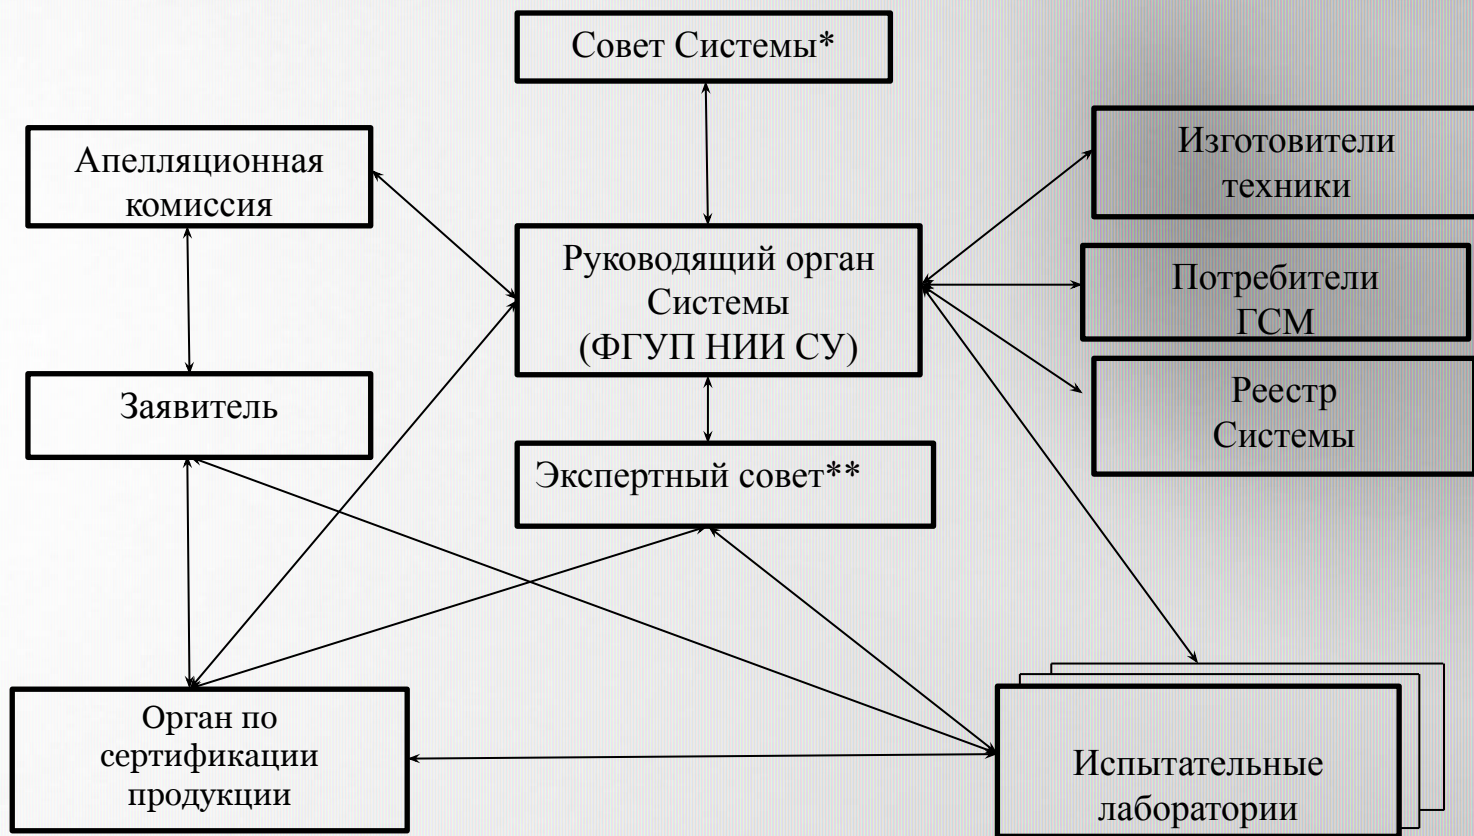 Совет Системы*
Апелляционная
комиссия
Изготовители
техники
Руководящий орган
Системы
(ФГУП НИИ СУ)
Потребители
ГСМ
Заявитель
Реестр
Системы
Экспертный совет**
Орган по
сертификации
продукции
Испытательные
лаборатории